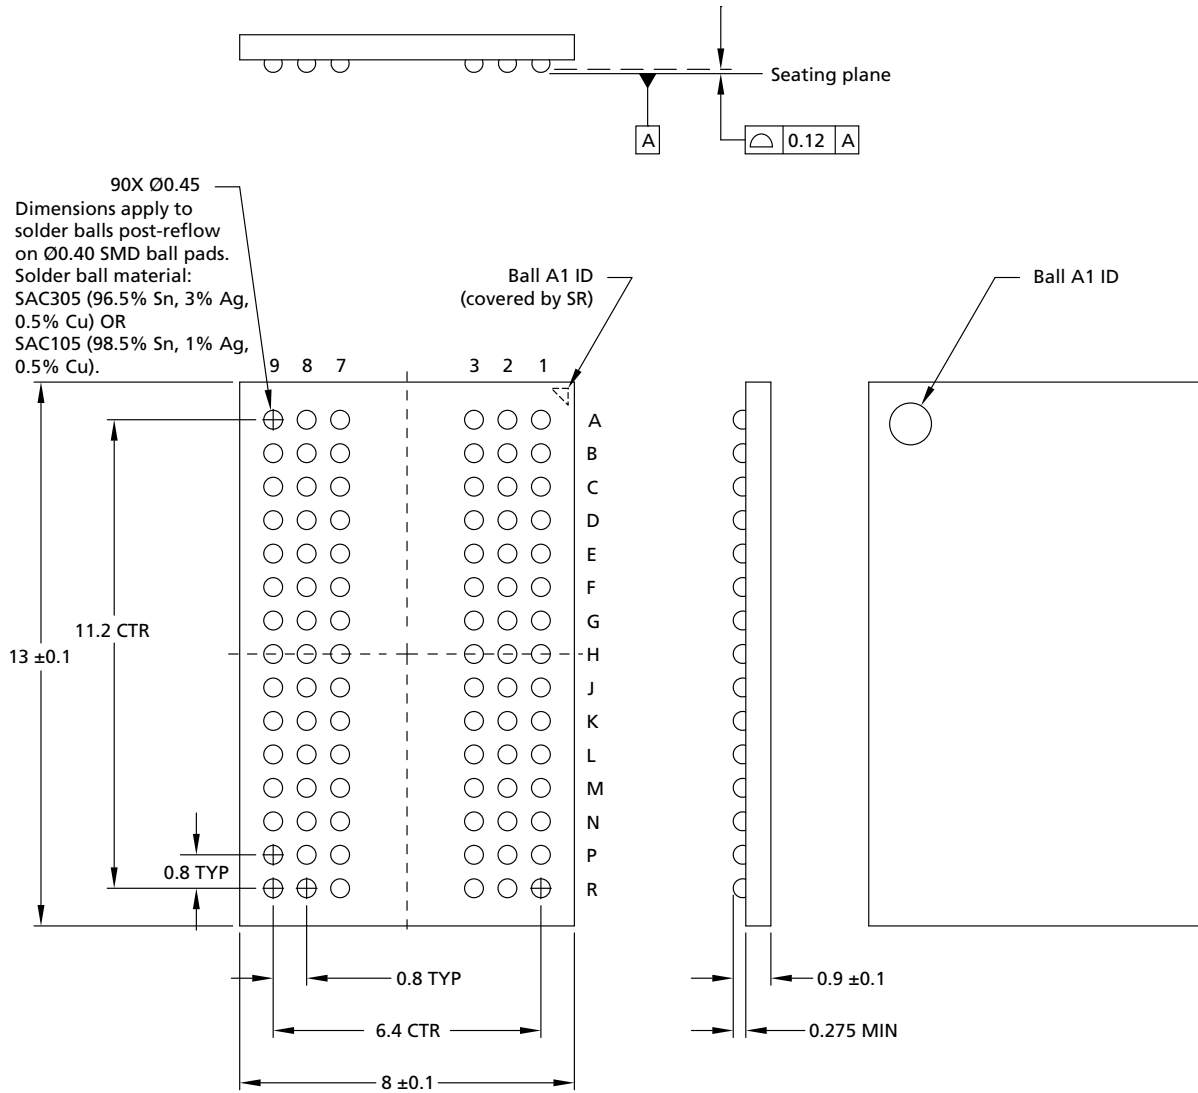 Seating plane
A
0.12 A
90X Ø0.45
Dimensions apply to
solder balls post-reflow
on Ø0.40 SMD ball pads.
Solder ball material:
SAC305 (96.5% Sn, 3% Ag,
0.5% Cu) OR
SAC105 (98.5% Sn, 1% Ag,
0.5% Cu).
Ball A1 ID
(covered by SR)
Ball A1 ID
9 8 7 3 2 1
A
B
C
D
E
F
G
11.2 CTR
H
13 ±0.1
J
K
L
M
N
P
0.8 TYP
R
0.8 TYP
0.9 ±0.1
6.4 CTR
0.275 MIN
8 ±0.1